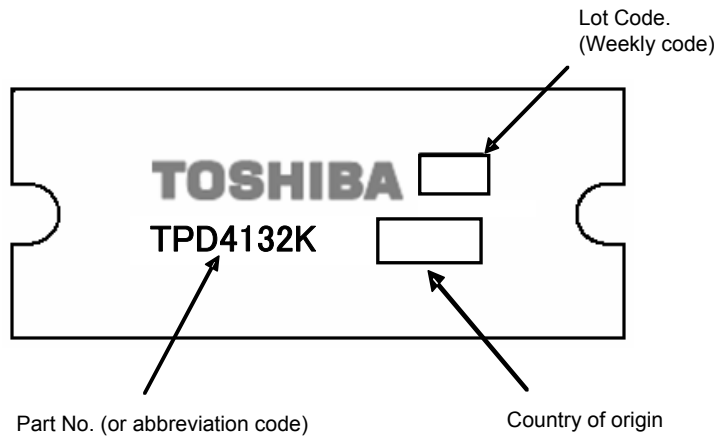 Lot Code.
(Weekly code)
TOSHIBA
TPD4132K
Part No. (or abbreviation code)
Country of origin